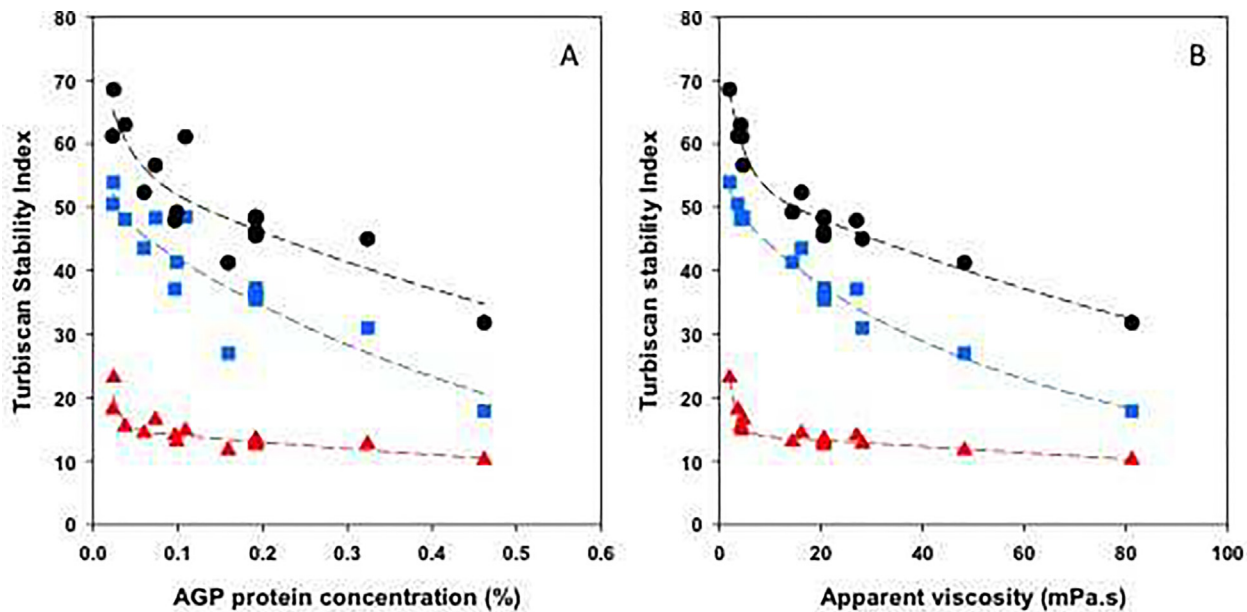 80
70
60
50
40
30
20
10
0
Turbiscan Stability Index
A
0.0 0.1 0.2 0.3 0.4 0.5 0.6
AGP protein concentration (%)
80
70
60
50
40
30
20
10
0
Turbiscan stability Index
B
0 20 40 60 80 100
Apparent viscosity (mPa.s)